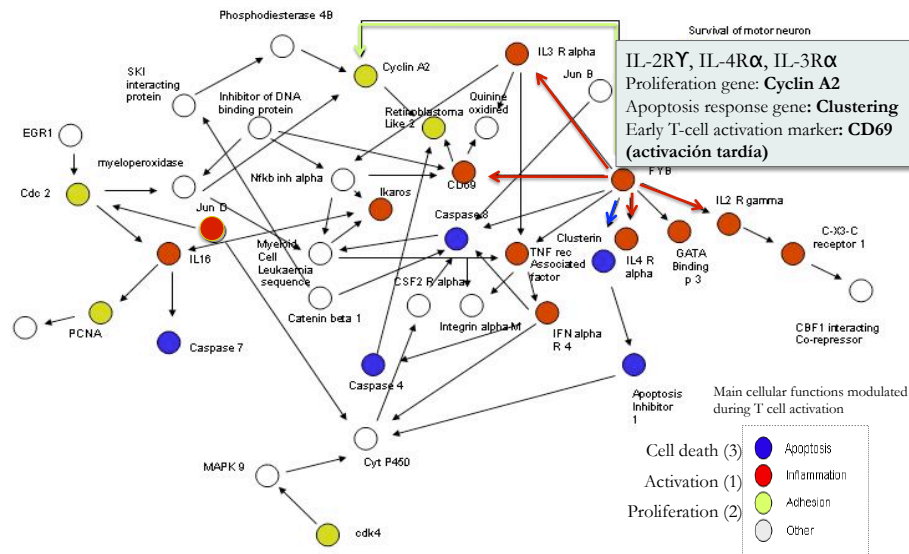 Phosphodiesterase 4B
Survival of motor neuron
IL3 R alpha
Cyclin A2
Jun B
IL-2Rϒ, IL-4Rα, IL-3Rα
Proliferation gene: Cyclin A2
Apoptosis response gene: Clustering
Early T-cell activation marker: CD69
(activación tardía)
SKI
interacting
protein
Inhibitor of DNA
binding protein
Retinoblastoma
Like 2
Quinine
oxidired
EGR1
myeloperoxidase
Nfkb inh alpha
CD69
FYB
Cdc 2
Ikaros
IL2 R gamma
Jun D
Caspase 8
Clusterin
C-X3-C
receptor 1
IL16
Myeloid
Cell
Leukaemia
sequence
TNF rec
Associated
factor
IL4 R alpha
GATA
Binding
p 3
CSF2 R alpha
Catenin beta 1
Integrin alpha M
PCNA
IFN alpha
R 4
CBF1 interacting
Co-repressor
Caspase 7
Caspase 4
Apoptosis
Inhibitor
1
Main cellular functions modulated
during T cell activation
Cyt P450
MAPK 9
cdk4
Cell death (3)
Activation (1)
Proliferation (2)
Apoptosis
Inflammation
Adhesion
Other